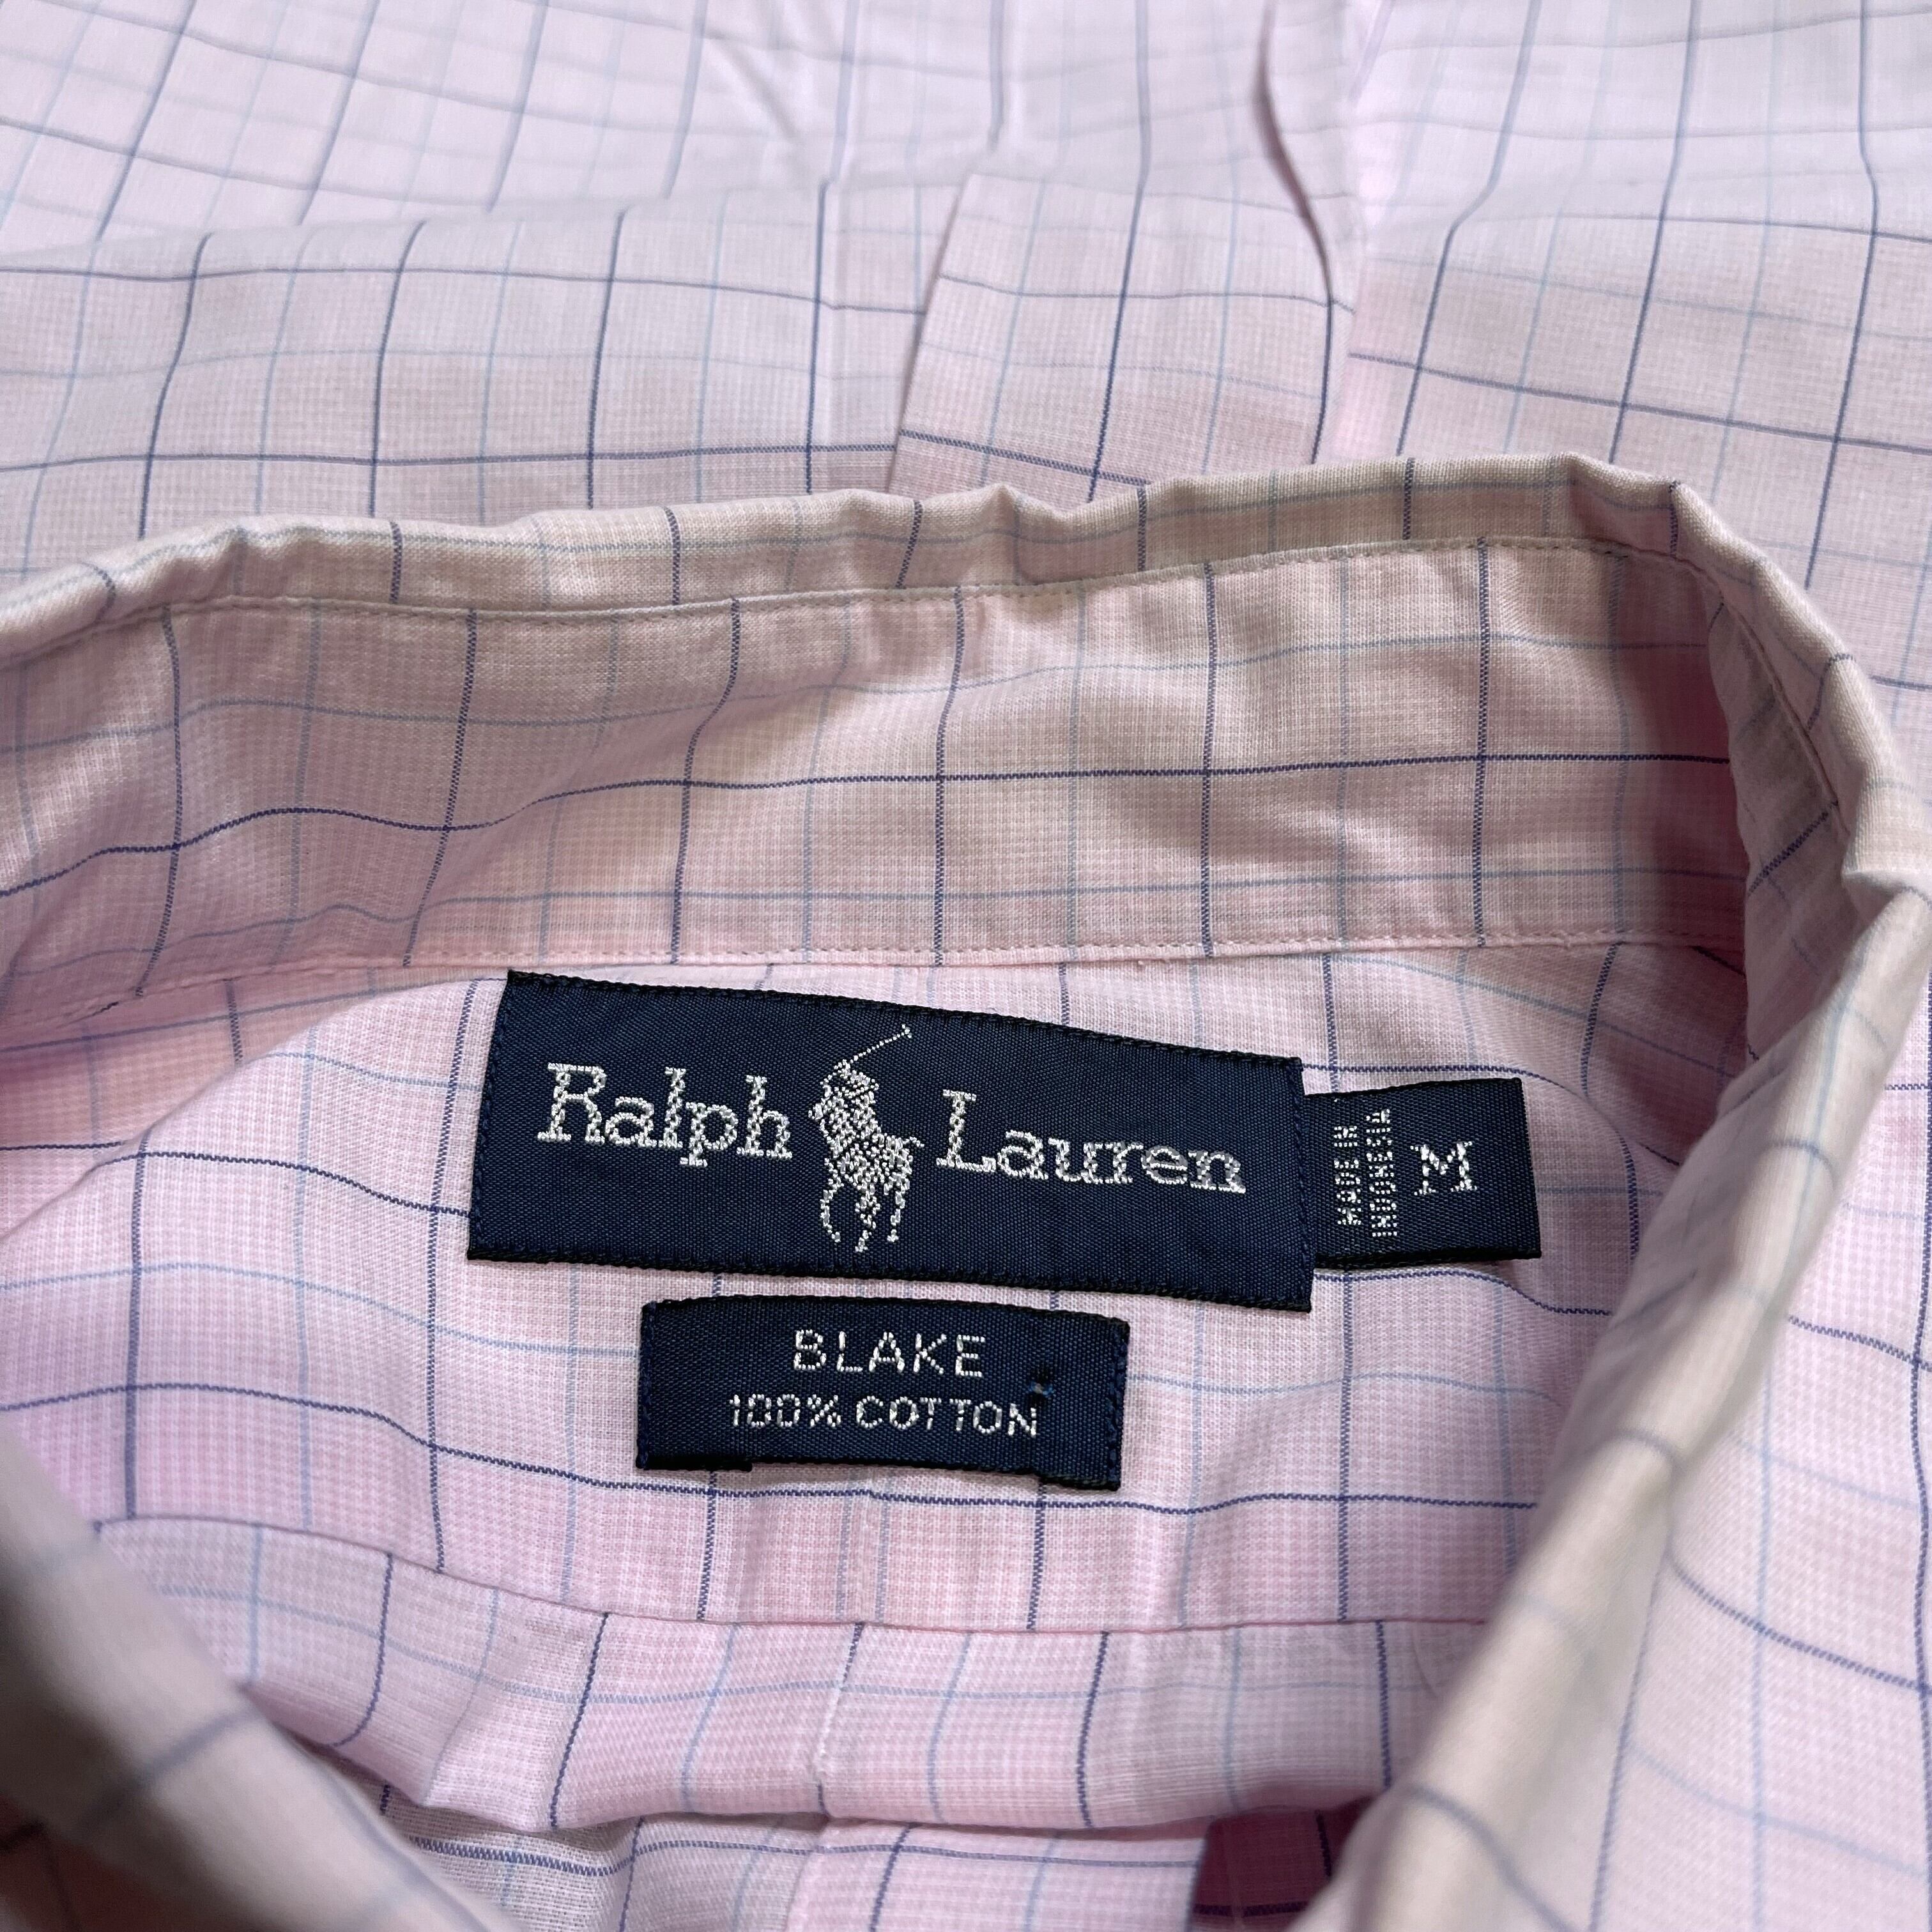 Ralph Lauren
MADE IN
INDONESIA
M
BLAKE
100% COTTON